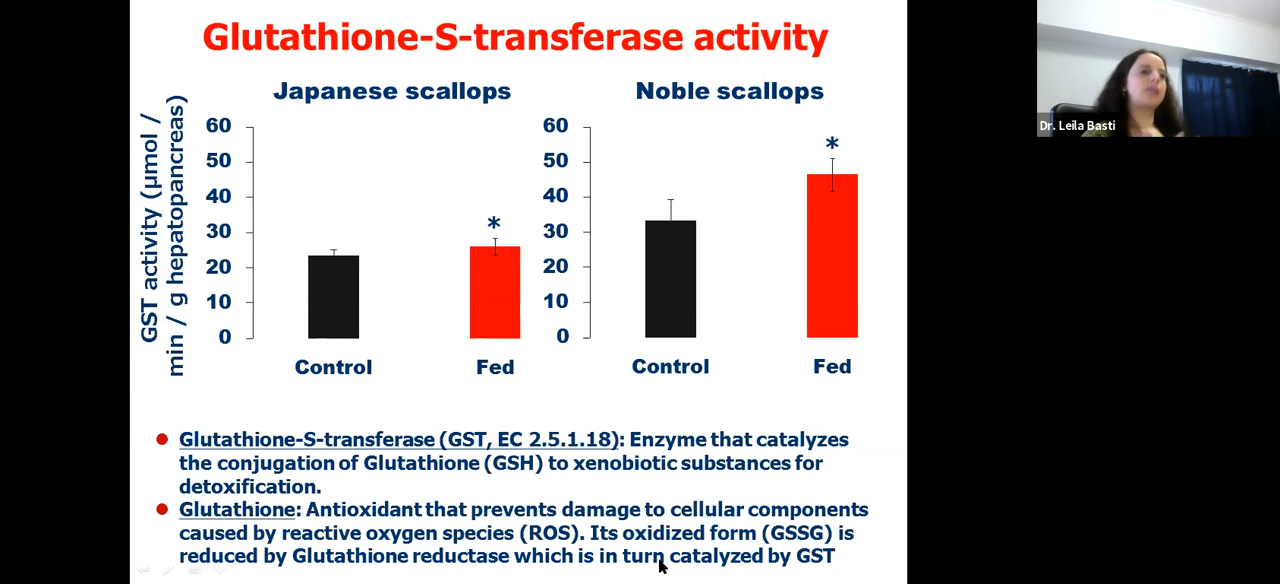 Glutathione-S-transferase activity
Japanese scallops
Noble scallops
GST activity (µmol /
min / g hepatopancreas)
60
50
40
30
20
10
0
*
Control
Fed
60
50
40
30
20
10
0
*
Control
Fed
Glutathione-S-transferase (GST, EC 2.5.1.18): Enzyme that catalyzes
the conjugation of Glutathione (GSH) to xenobiotic substances for
detoxification.
Glutathione: Antioxidant that prevents damage to cellular components
caused by reactive oxygen species (ROS). Its oxidized form (GSSG) is
reduced by Glutathione reductase which is in turn catalyzed by GST
Dr. Leila Basti